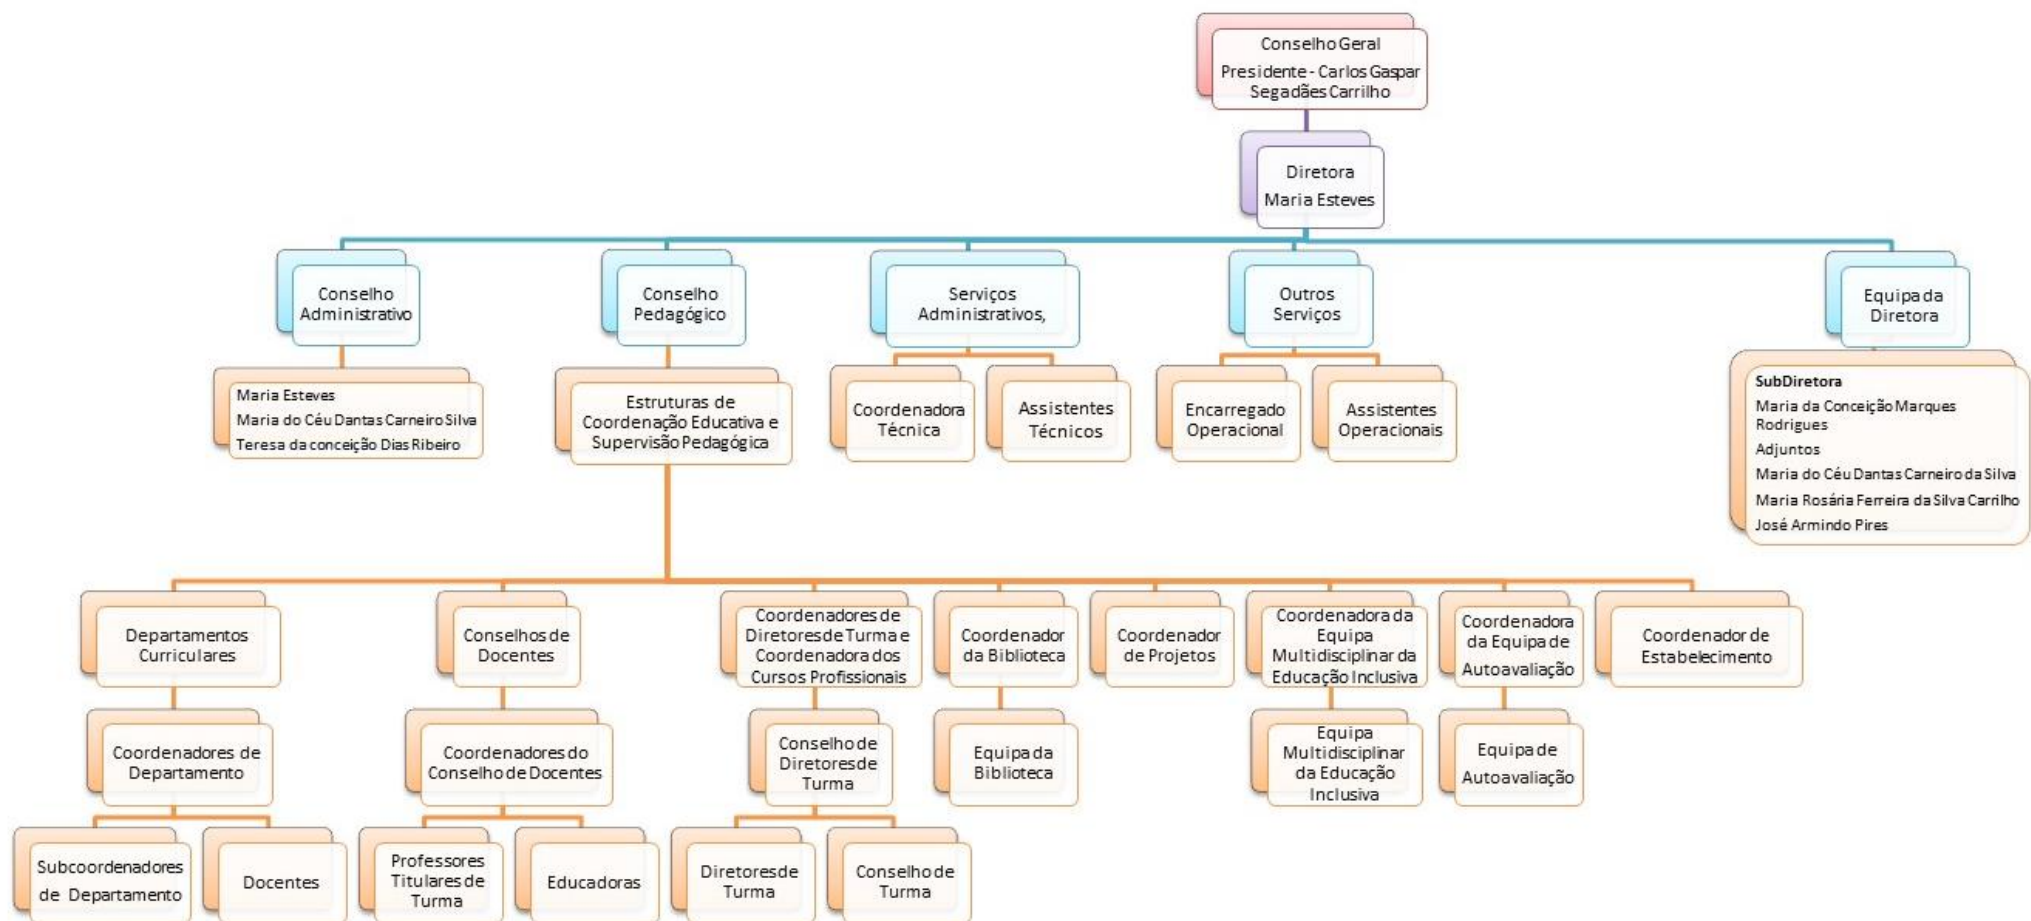 Conselho Geral
Presidente - Carlos Gaspar
Segadães Carrilho
Diretora
Maria Esteves
Conselho
Administrativo
Conselho
Pedagógico
Serviços
Administrativos,
Outros
Serviços
Equipa da
Diretora
Maria Esteves
Maria do Céu Dantas Carneiro Silva
Teresa da conceição Dias Ribeiro
Estruturas de
Coordenação Educativa e
Supervisão Pedagógica
Coordenadora
Técnica
Assistentes
Técnicos
Encarregado
Operacional
Assistentes
Operacionais
SubDiretora
Maria da Conceição Marques
Rodrigues
Adjuntos
Maria do Céu Dantas Carneiro da Silva
Maria Rosária Ferreira da Silva Carrilho
José Armindo Pires
Departamentos
Curriculares
Conselhos de
Docentes
Coordenadores de
Diretores de Turma e
Coordenadora dos
Cursos Profissionais
Coordenador
da Biblioteca
Coordenador
de Projetos
Coordenadora da
Equipa
Multidisciplinar da
Educação Inclusiva
Coordenadora
da Equipa de
Autoavaliação
Coordenador de
Estabelecimento
Coordenadores de
Departamento
Coordenadores do
Conselho de Docentes
Conselho de
Diretores de
Turma
Equipa da
Biblioteca
Equipa
Multidisciplinar
da Educação
Inclusiva
Equipa de
Autoavaliação
Subcoordenadores
de Departamento
Docentes
Professores
Titulares de
Turma
Educadoras
Diretores de
Turma
Conselho de
Turma